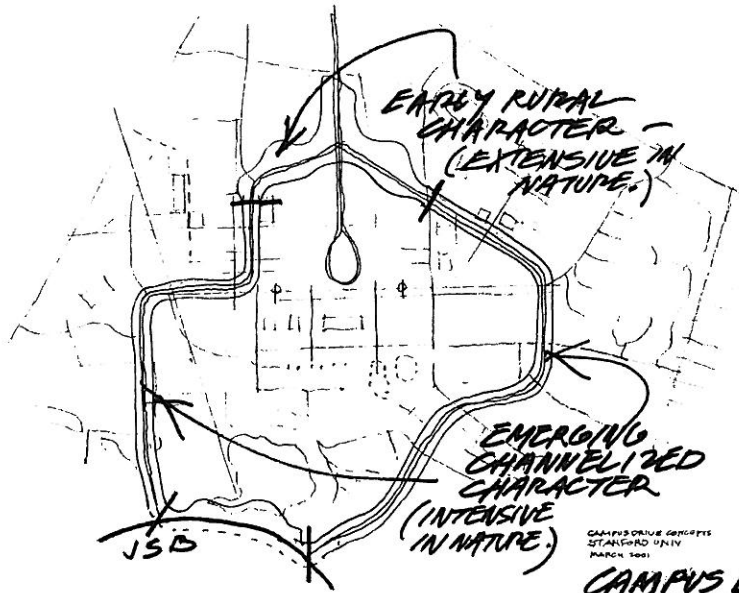 EARLY RURAL
CHARACTER -
(EXTENSIVE IN
NATURE.)
EMERGING
CHANNELIZED
CHARACTER
(INTENSIVE
IN NATURE.)
JSB
CAMPUS DRIVE CONCEPTS
STANFORD UNIV
MARCH 2001
CAMPUS